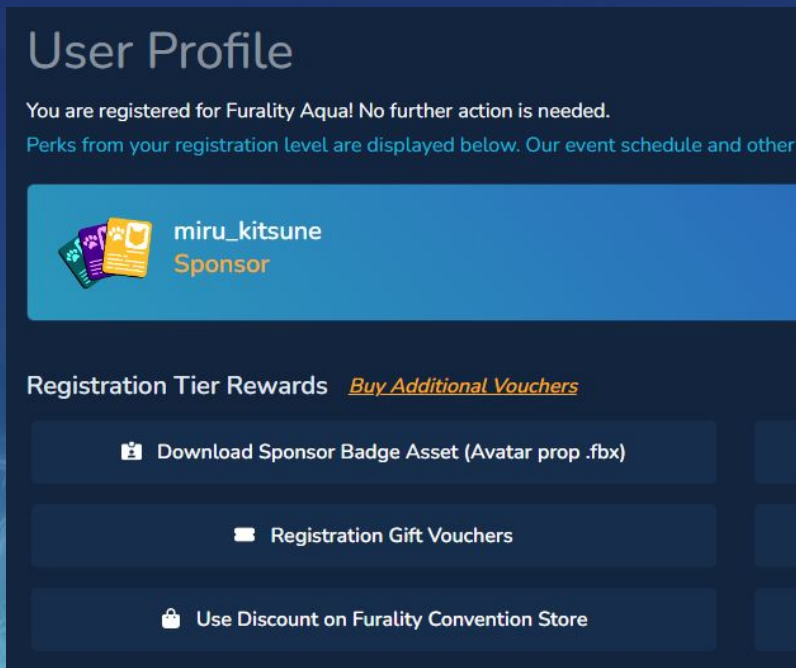 User Profile
You are registered for Furality Aqua! No further action is needed.
Perks from your registration level are displayed below. Our event schedule and other
miru_kitsune
Sponsor
Registration Tier Rewards Buy Additional Vouchers
Download Sponsor Badge Asset (Avatar prop .fbx)
Registration Gift Vouchers
Use Discount on Furality Convention Store